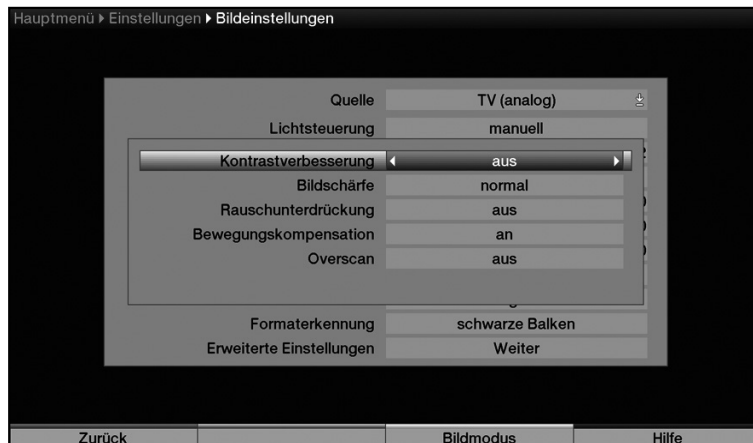 Hauptmenü ▸ Einstellungen ▸ Bildeinstellungen
Quelle TV (analog)
Lichtsteuerung manuell
Kontrastverbesserung aus
Bildschärfe normal
Rauschunterdrückung aus
Bewegungskompensation an
Overscan aus
Formaterkennung schwarze Balken
Erweiterte Einstellungen Weiter
Zurück Bildmodus Hilfe